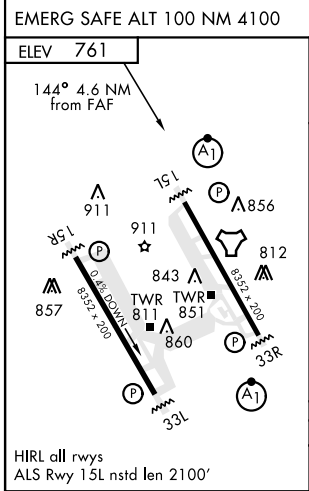 EMERG SAFE ALT 100 NM 4100
ELEV 761
144° 4.6 NM
from FAF
A1
15L
P
856
911
911
15R
P
812
843
0.4% DOWN
8352 x 200
8352 x 200
857
TWR
811
TWR
851
860
P
33R
P
A1
33L
HIRL all rwys
ALS Rwy 15L nstd len 2100'